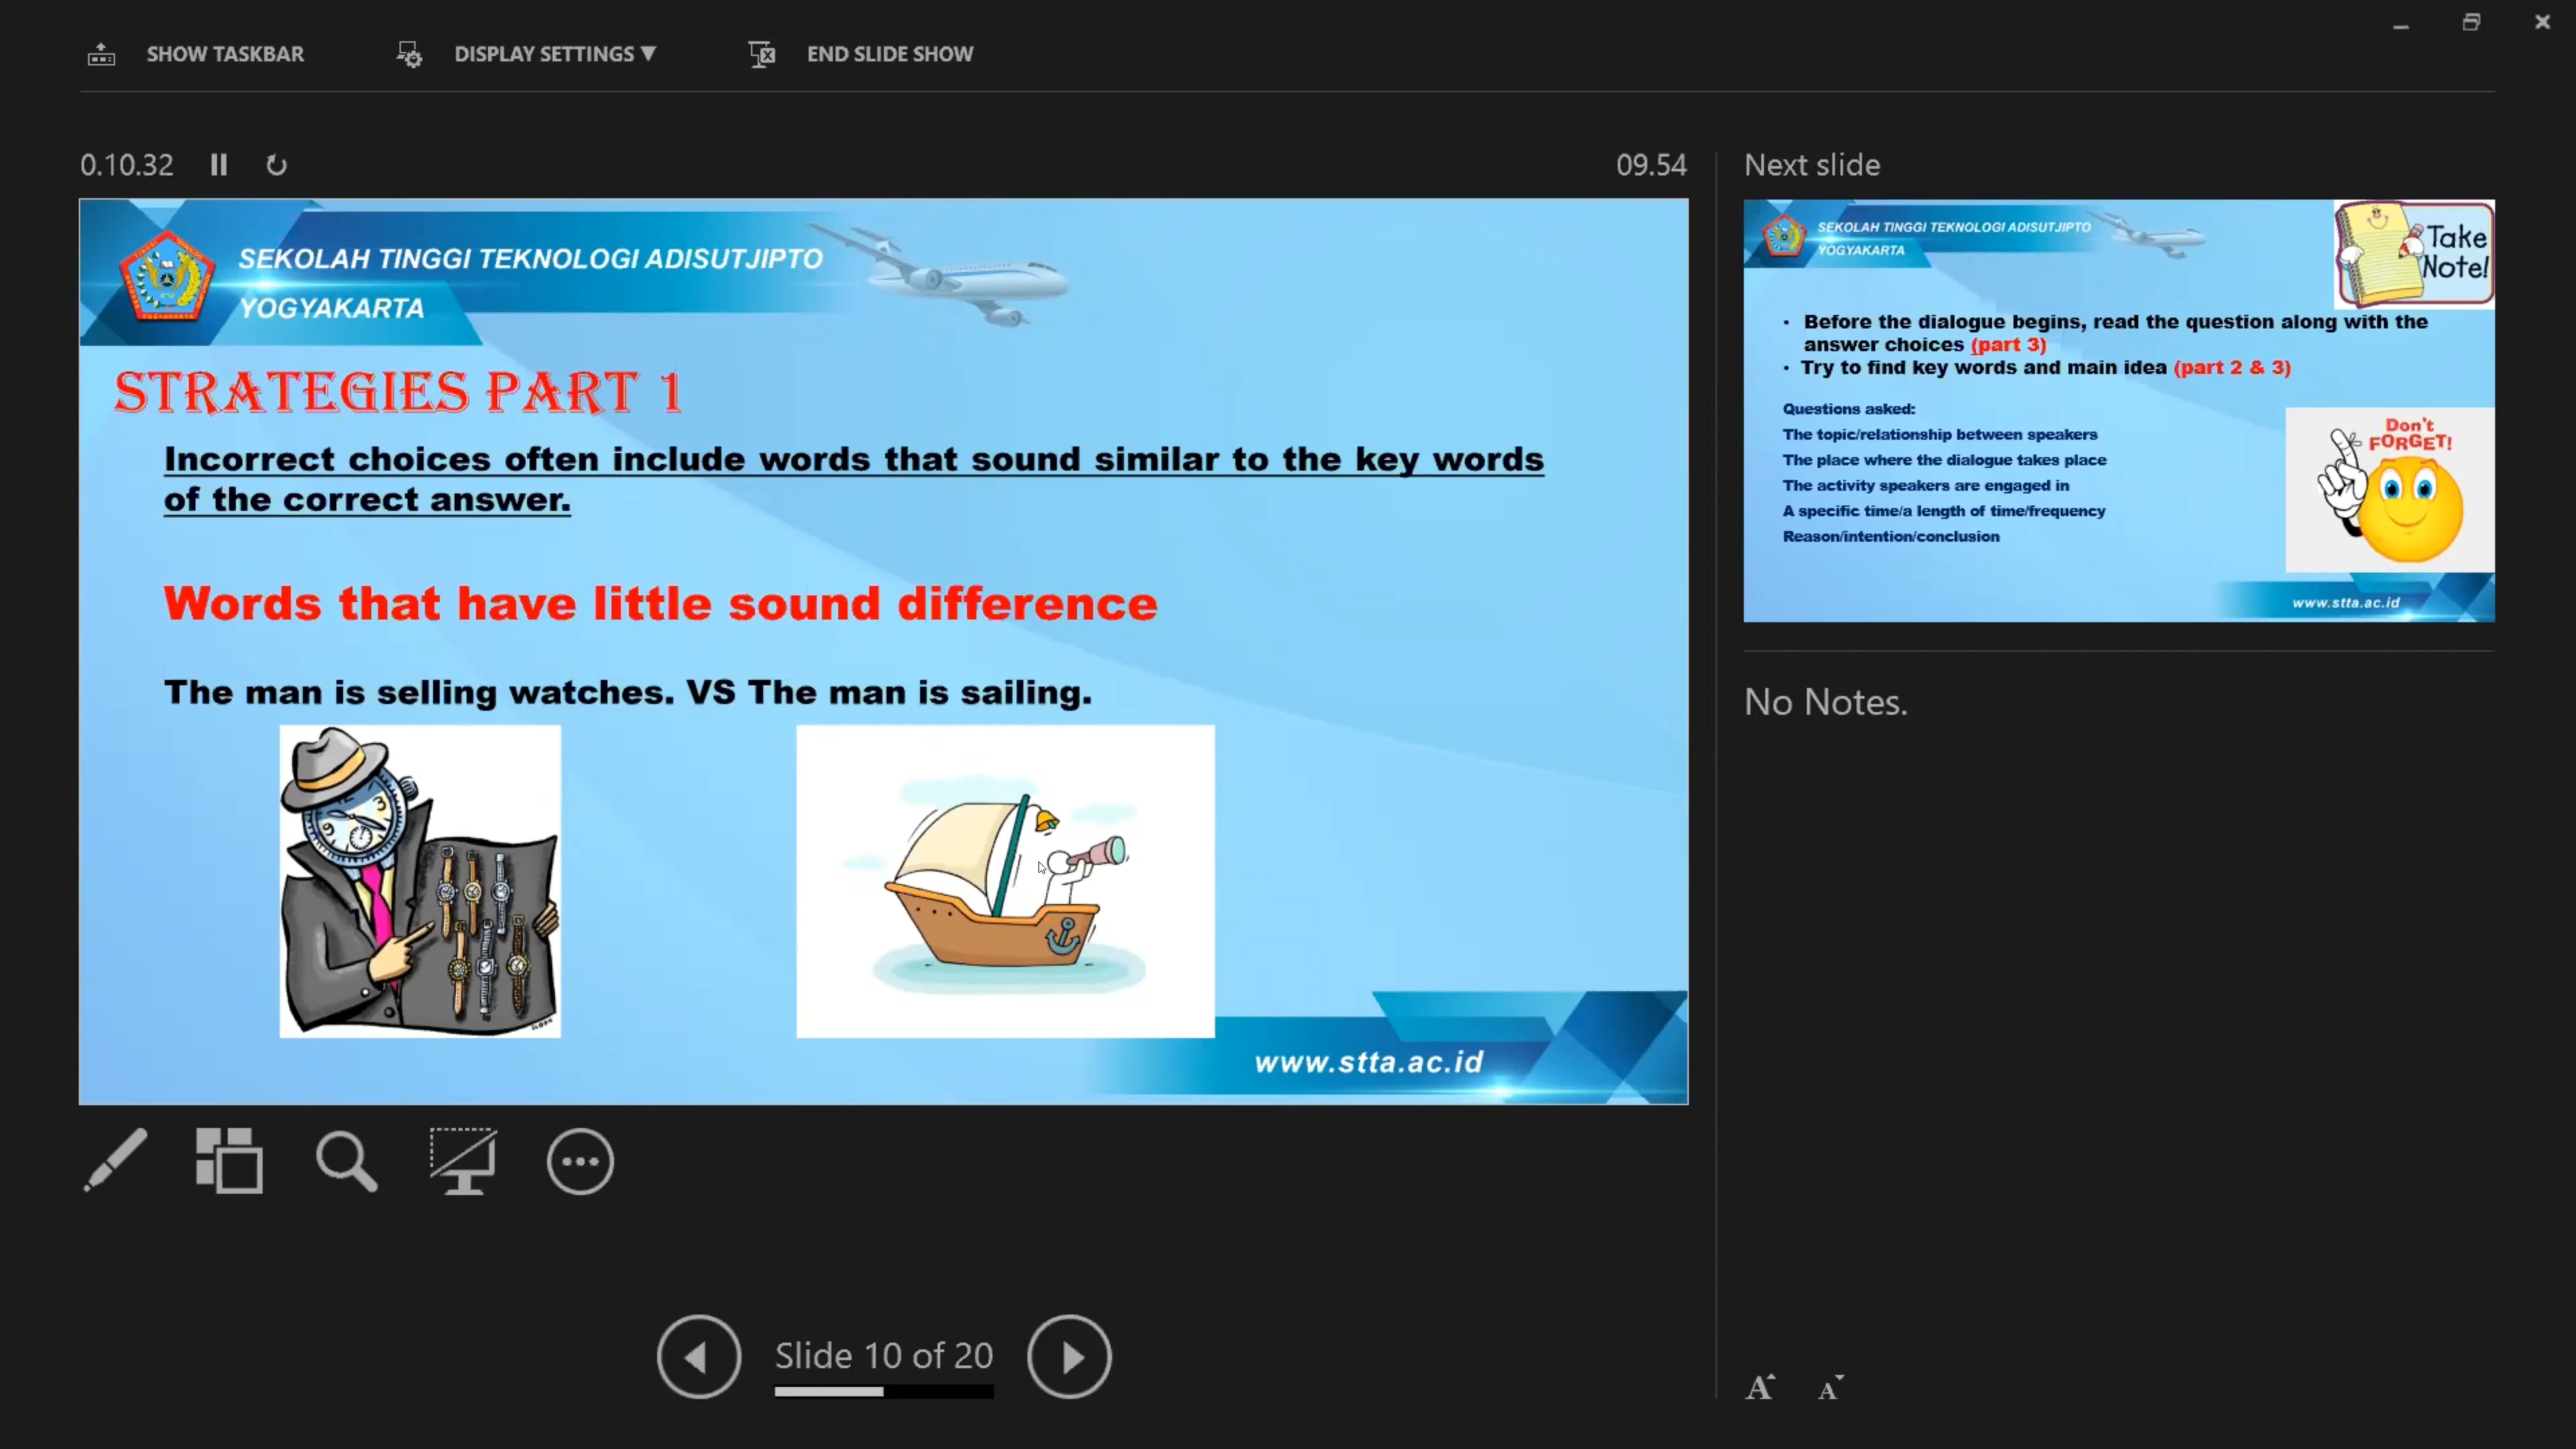 SHOW TASKBAR
DISPLAY SETTINGS ▼
END SLIDE SHOW
0.10.32
09.54
SEKOLAH TINGGI TEKNOLOGI ADISUTJIPTO
YOGYAKARTA
STRATEGIES PART 1
Incorrect choices often include words that sound similar to the key words
of the correct answer.
Words that have little sound difference
The man is selling watches. VS The man is sailing.
www.stta.ac.id
Slide 10 of 20
Next slide
SEKOLAH TINGGI TEKNOLOGI ADISUTJIPTO
YOGYAKARTA
Take
Note!
• Before the dialogue begins, read the question along with the
answer choices (part 3)
• Try to find key words and main idea (part 2 & 3)
Questions asked:
The topic/relationship between speakers
The place where the dialogue takes place
The activity speakers are engaged in
A specific time/a length of time/frequency
Reason/intention/conclusion
Don't
FORGET!
www.stta.ac.id
No Notes.
A A